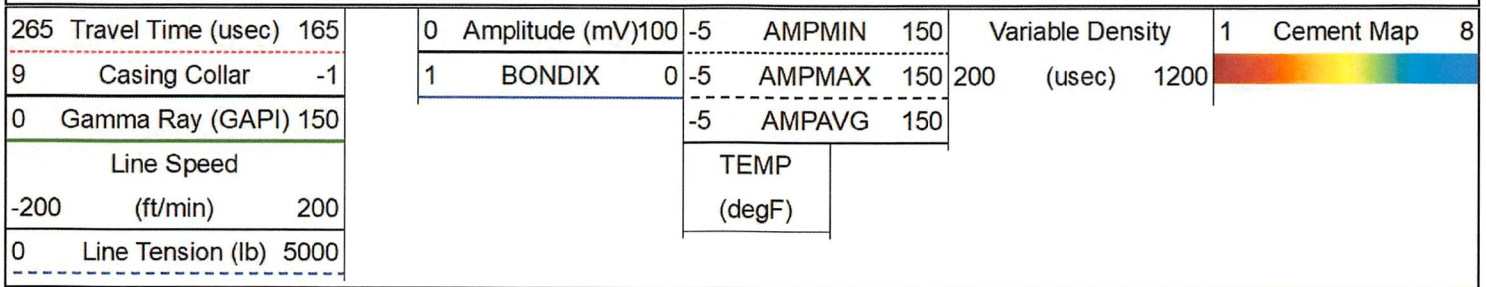 265 Travel Time (usec) 165
9 Casing Collar -1
0 Gamma Ray (GAPI) 150
Line Speed
-200 (ft/min) 200
0 Line Tension (lb) 5000
0 Amplitude (mV)100
1 BONDIX 0
-5 AMPMIN 150
-5 AMPMAX 150
-5 AMPAVG 150
TEMP
(degF)
Variable Density
200 (usec) 1200
1 Cement Map 8